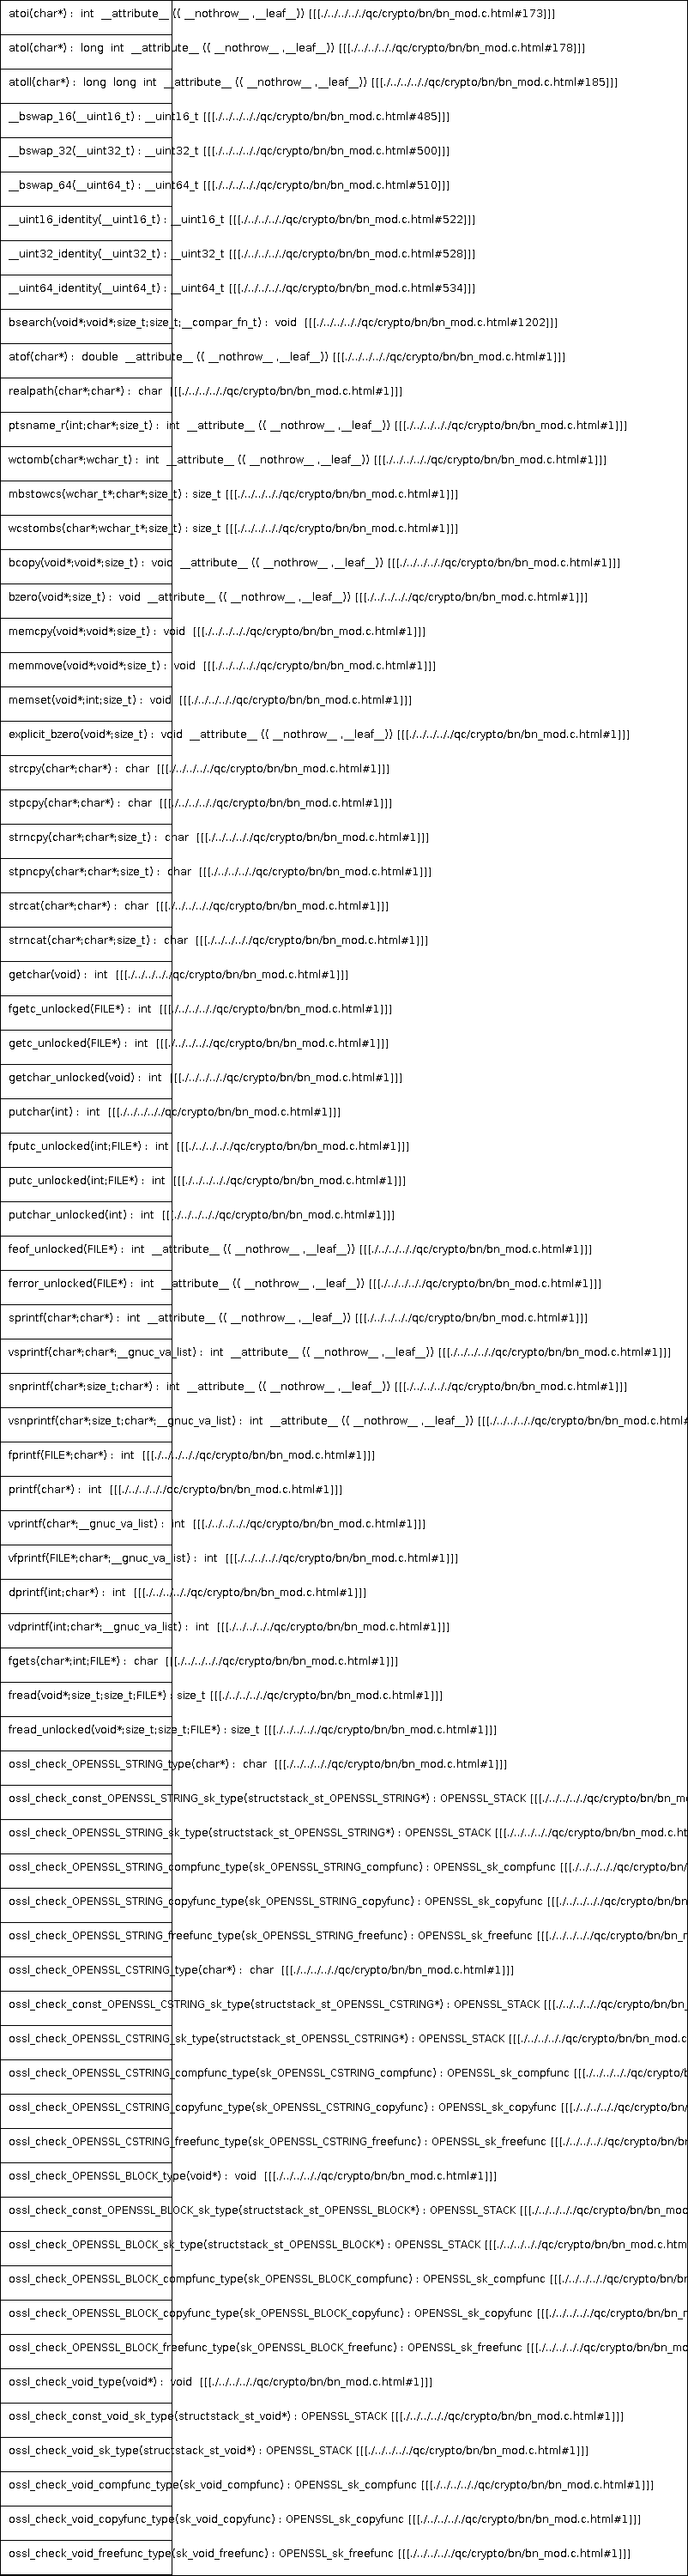 atoi(char*) : int __attribute__ (( __nothrow__ ,__leaf__)) [[[./../../../qc/crypto/bn/bn_mod.c.html#173]]]
atol(char*) : long int __attribute__ (( __nothrow__ ,__leaf__)) [[[./../../../qc/crypto/bn/bn_mod.c.html#178]]]
atoll(char*) : long long int __attribute__ (( __nothrow__ ,__leaf__)) [[[./../../../qc/crypto/bn/bn_mod.c.html#185]]]
__bswap_16(__uint16_t) : __uint16_t [[[./../../../qc/crypto/bn/bn_mod.c.html#485]]]
__bswap_32(__uint32_t) : __uint32_t [[[./../../../qc/crypto/bn/bn_mod.c.html#500]]]
__bswap_64(__uint64_t) : __uint64_t [[[./../../../qc/crypto/bn/bn_mod.c.html#510]]]
__uint16_identity(__uint16_t) : __uint16_t [[[./../../../qc/crypto/bn/bn_mod.c.html#522]]]
__uint32_identity(__uint32_t) : __uint32_t [[[./../../../qc/crypto/bn/bn_mod.c.html#528]]]
__uint64_identity(__uint64_t) : __uint64_t [[[./../../../qc/crypto/bn/bn_mod.c.html#534]]]
bsearch(void*;void*;size_t;size_t;__compar_fn_t) : void [[[./../../../qc/crypto/bn/bn_mod.c.html#1202]]]
atof(char*) : double __attribute__ (( __nothrow__ ,__leaf__)) [[[./../../../qc/crypto/bn/bn_mod.c.html#1]]]
realpath(char*;char*) : char [[[./../../../qc/crypto/bn/bn_mod.c.html#1]]]
ptsname_r(int;char*;size_t) : int __attribute__ (( __nothrow__ ,__leaf__)) [[[./../../../qc/crypto/bn/bn_mod.c.html#1]]]
wctomb(char*;wchar_t) : int __attribute__ (( __nothrow__ ,__leaf__)) [[[./../../../qc/crypto/bn/bn_mod.c.html#1]]]
mbstowcs(wchar_t*;char*;size_t) : size_t [[[./../../../qc/crypto/bn/bn_mod.c.html#1]]]
wcstombs(char*;wchar_t*;size_t) : size_t [[[./../../../qc/crypto/bn/bn_mod.c.html#1]]]
bcopy(void*;void*;size_t) : void __attribute__ (( __nothrow__ ,__leaf__)) [[[./../../../qc/crypto/bn/bn_mod.c.html#1]]]
bzero(void*;size_t) : void __attribute__ (( __nothrow__ ,__leaf__)) [[[./../../../qc/crypto/bn/bn_mod.c.html#1]]]
memcpy(void*;void*;size_t) : void [[[./../../../qc/crypto/bn/bn_mod.c.html#1]]]
memmove(void*;void*;size_t) : void [[[./../../../qc/crypto/bn/bn_mod.c.html#1]]]
memset(void*;int;size_t) : void [[[./../../../qc/crypto/bn/bn_mod.c.html#1]]]
explicit_bzero(void*;size_t) : void __attribute__ (( __nothrow__ ,__leaf__)) [[[./../../../qc/crypto/bn/bn_mod.c.html#1]]]
strcpy(char*;char*) : char [[[./../../../qc/crypto/bn/bn_mod.c.html#1]]]
stpcpy(char*;char*) : char [[[./../../../qc/crypto/bn/bn_mod.c.html#1]]]
strncpy(char*;char*;size_t) : char [[[./../../../qc/crypto/bn/bn_mod.c.html#1]]]
stpncpy(char*;char*;size_t) : char [[[./../../../qc/crypto/bn/bn_mod.c.html#1]]]
strcat(char*;char*) : char [[[./../../../qc/crypto/bn/bn_mod.c.html#1]]]
strncat(char*;char*;size_t) : char [[[./../../../qc/crypto/bn/bn_mod.c.html#1]]]
getchar(void) : int [[[./../../../qc/crypto/bn/bn_mod.c.html#1]]]
fgetc_unlocked(FILE*) : int [[[./../../../qc/crypto/bn/bn_mod.c.html#1]]]
getc_unlocked(FILE*) : int [[[./../../../qc/crypto/bn/bn_mod.c.html#1]]]
getchar_unlocked(void) : int [[[./../../../qc/crypto/bn/bn_mod.c.html#1]]]
putchar(int) : int [[[./../../../qc/crypto/bn/bn_mod.c.html#1]]]
fputc_unlocked(int;FILE*) : int [[[./../../../qc/crypto/bn/bn_mod.c.html#1]]]
putc_unlocked(int;FILE*) : int [[[./../../../qc/crypto/bn/bn_mod.c.html#1]]]
putchar_unlocked(int) : int [[[./../../../qc/crypto/bn/bn_mod.c.html#1]]]
feof_unlocked(FILE*) : int __attribute__ (( __nothrow__ ,__leaf__)) [[[./../../../qc/crypto/bn/bn_mod.c.html#1]]]
ferror_unlocked(FILE*) : int __attribute__ (( __nothrow__ ,__leaf__)) [[[./../../../qc/crypto/bn/bn_mod.c.html#1]]]
sprintf(char*;char*) : int __attribute__ (( __nothrow__ ,__leaf__)) [[[./../../../qc/crypto/bn/bn_mod.c.html#1]]]
vsprintf(char*;char*;__gnuc_va_list) : int __attribute__ (( __nothrow__ ,__leaf__)) [[[./../../../qc/crypto/bn/bn_mod.c.html#1]]]
snprintf(char*;size_t;char*) : int __attribute__ (( __nothrow__ ,__leaf__)) [[[./../../../qc/crypto/bn/bn_mod.c.html#1]]]
vsnprintf(char*;size_t;char*;__gnuc_va_list) : int __attribute__ (( __nothrow__ ,__leaf__)) [[[./../../../qc/crypto/bn/bn_mod.c.html#
fprintf(FILE*;char*) : int [[[./../../../qc/crypto/bn/bn_mod.c.html#1]]]
printf(char*) : int [[[./../../../qc/crypto/bn/bn_mod.c.html#1]]]
vprintf(char*;__gnuc_va_list) : int [[[./../../../qc/crypto/bn/bn_mod.c.html#1]]]
vfprintf(FILE*;char*;__gnuc_va_list) : int [[[./../../../qc/crypto/bn/bn_mod.c.html#1]]]
dprintf(int;char*) : int [[[./../../../qc/crypto/bn/bn_mod.c.html#1]]]
vdprintf(int;char*;__gnuc_va_list) : int [[[./../../../qc/crypto/bn/bn_mod.c.html#1]]]
fgets(char*;int;FILE*) : char [[[./../../../qc/crypto/bn/bn_mod.c.html#1]]]
fread(void*;size_t;size_t;FILE*) : size_t [[[./../../../qc/crypto/bn/bn_mod.c.html#1]]]
fread_unlocked(void*;size_t;size_t;FILE*) : size_t [[[./../../../qc/crypto/bn/bn_mod.c.html#1]]]
ossl_check_OPENSSL_STRING_type(char*) : char [[[./../../../qc/crypto/bn/bn_mod.c.html#1]]]
ossl_check_const_OPENSSL_STRING_sk_type(structstack_st_OPENSSL_STRING*) : OPENSSL_STACK [[[./../../../qc/crypto/bn/bn_m
ossl_check_OPENSSL_STRING_sk_type(structstack_st_OPENSSL_STRING*) : OPENSSL_STACK [[[./../../../qc/crypto/bn/bn_mod.c.ht
ossl_check_OPENSSL_STRING_compfunc_type(sk_OPENSSL_STRING_compfunc) : OPENSSL_sk_compfunc [[[./../../../qc/crypto/bn/
ossl_check_OPENSSL_STRING_copyfunc_type(sk_OPENSSL_STRING_copyfunc) : OPENSSL_sk_copyfunc [[[./../../../qc/crypto/bn/bn
ossl_check_OPENSSL_STRING_freefunc_type(sk_OPENSSL_STRING_freefunc) : OPENSSL_sk_freefunc [[[./../../../qc/crypto/bn/bn_m
ossl_check_OPENSSL_CSTRING_type(char*) : char [[[./../../../qc/crypto/bn/bn_mod.c.html#1]]]
ossl_check_const_OPENSSL_CSTRING_sk_type(structstack_st_OPENSSL_CSTRING*) : OPENSSL_STACK [[[./../../../qc/crypto/bn/bn_
ossl_check_OPENSSL_CSTRING_sk_type(structstack_st_OPENSSL_CSTRING*) : OPENSSL_STACK [[[./../../../qc/crypto/bn/bn_mod.c
ossl_check_OPENSSL_CSTRING_compfunc_type(sk_OPENSSL_CSTRING_compfunc) : OPENSSL_sk_compfunc [[[./../../../qc/crypto/b
ossl_check_OPENSSL_CSTRING_copyfunc_type(sk_OPENSSL_CSTRING_copyfunc) : OPENSSL_sk_copyfunc [[[./../../../qc/crypto/bn/
ossl_check_OPENSSL_CSTRING_freefunc_type(sk_OPENSSL_CSTRING_freefunc) : OPENSSL_sk_freefunc [[[./../../../qc/crypto/bn/bn
ossl_check_OPENSSL_BLOCK_type(void*) : void [[[./../../../qc/crypto/bn/bn_mod.c.html#1]]]
ossl_check_const_OPENSSL_BLOCK_sk_type(structstack_st_OPENSSL_BLOCK*) : OPENSSL_STACK [[[./../../../qc/crypto/bn/bn_mod
ossl_check_OPENSSL_BLOCK_sk_type(structstack_st_OPENSSL_BLOCK*) : OPENSSL_STACK [[[./../../../qc/crypto/bn/bn_mod.c.htm
ossl_check_OPENSSL_BLOCK_compfunc_type(sk_OPENSSL_BLOCK_compfunc) : OPENSSL_sk_compfunc [[[./../../../qc/crypto/bn/bn
ossl_check_OPENSSL_BLOCK_copyfunc_type(sk_OPENSSL_BLOCK_copyfunc) : OPENSSL_sk_copyfunc [[[./../../../qc/crypto/bn/bn_m
ossl_check_OPENSSL_BLOCK_freefunc_type(sk_OPENSSL_BLOCK_freefunc) : OPENSSL_sk_freefunc [[[./../../../qc/crypto/bn/bn_mo
ossl_check_void_type(void*) : void [[[./../../../qc/crypto/bn/bn_mod.c.html#1]]]
ossl_check_const_void_sk_type(structstack_st_void*) : OPENSSL_STACK [[[./../../../qc/crypto/bn/bn_mod.c.html#1]]]
ossl_check_void_sk_type(structstack_st_void*) : OPENSSL_STACK [[[./../../../qc/crypto/bn/bn_mod.c.html#1]]]
ossl_check_void_compfunc_type(sk_void_compfunc) : OPENSSL_sk_compfunc [[[./../../../qc/crypto/bn/bn_mod.c.html#1]]]
ossl_check_void_copyfunc_type(sk_void_copyfunc) : OPENSSL_sk_copyfunc [[[./../../../qc/crypto/bn/bn_mod.c.html#1]]]
ossl_check_void_freefunc_type(sk_void_freefunc) : OPENSSL_sk_freefunc [[[./../../../qc/crypto/bn/bn_mod.c.html#1]]]